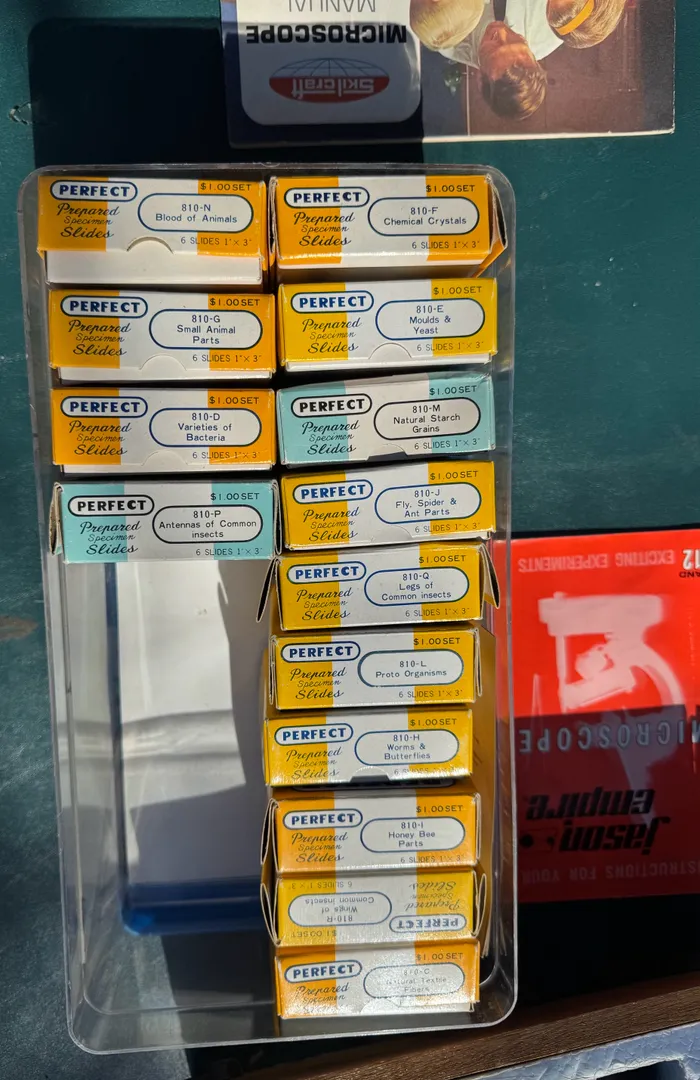 MANUAL
MICROSCOPE
Skilcraft
PERFECT
Prepared
Specimen
Slides
$1.00 SET
810-N
Blood of Animals
6 SLIDES 1" X 3"
PERFECT
Prepared
Specimen
Slides
$1.00 SET
810-F
Chemical Crystals
6 SLIDES 1" X 3"
PERFECT
Prepared
Specimen
Slides
$1.00 SET
810-G
Small Animal
Parts
6 SLIDES 1" X 3"
PERFECT
Prepared
Specimen
Slides
$1.00 SET
810-E
Moulds &
Yeast
6 SLIDES 1" X 3"
PERFECT
Prepared
Specimen
Slides
$1.00 SET
810-D
Varieties of
Bacteria
6 SLIDES 1" X 3"
PERFECT
Prepared
Specimen
Slides
$1.00 SET
810-M
Natural Starch
Grains
6 SLIDES 1" X 3"
PERFECT
Prepared
Specimen
Slides
$1.00 SET
810-P
Antennas of Common
insects
6 SLIDES 1" X 3"
PERFECT
Prepared
Specimen
Slides
$1.00 SET
810-J
Fly, Spider &
Ant Parts
6 SLIDES 1" X 3"
PERFECT
Prepared
Specimen
Slides
$1.00 SET
810-Q
Legs of
Common insects
6 SLIDES 1" X 3"
PERFECT
Prepared
Specimen
Slides
$1.00 SET
810-L
Proto Organisms
6 SLIDES 1" X 3"
PERFECT
Prepared
Specimen
Slides
$1.00 SET
810-H
Worms &
Butterflies
6 SLIDES 1" X 3"
PERFECT
Prepared
Specimen
Slides
$1.00 SET
810-I
Honey Bee
Parts
6 SLIDES 1" X 3"
PERFECT
Prepared
Specimen
Slides
$1.00 SET
810-R
Wings of
Common insects
6 SLIDES 1" X 3"
PERFECT
Prepared
Specimen
Slides
$1.00 SET
810-C
Natural Textile
Fibers
6 SLIDES 1" X 3"
INSTRUCTIONS FOR YOUR
jason
empire
MICROSCOPE
AND
12 EXCITING EXPERIMENTS